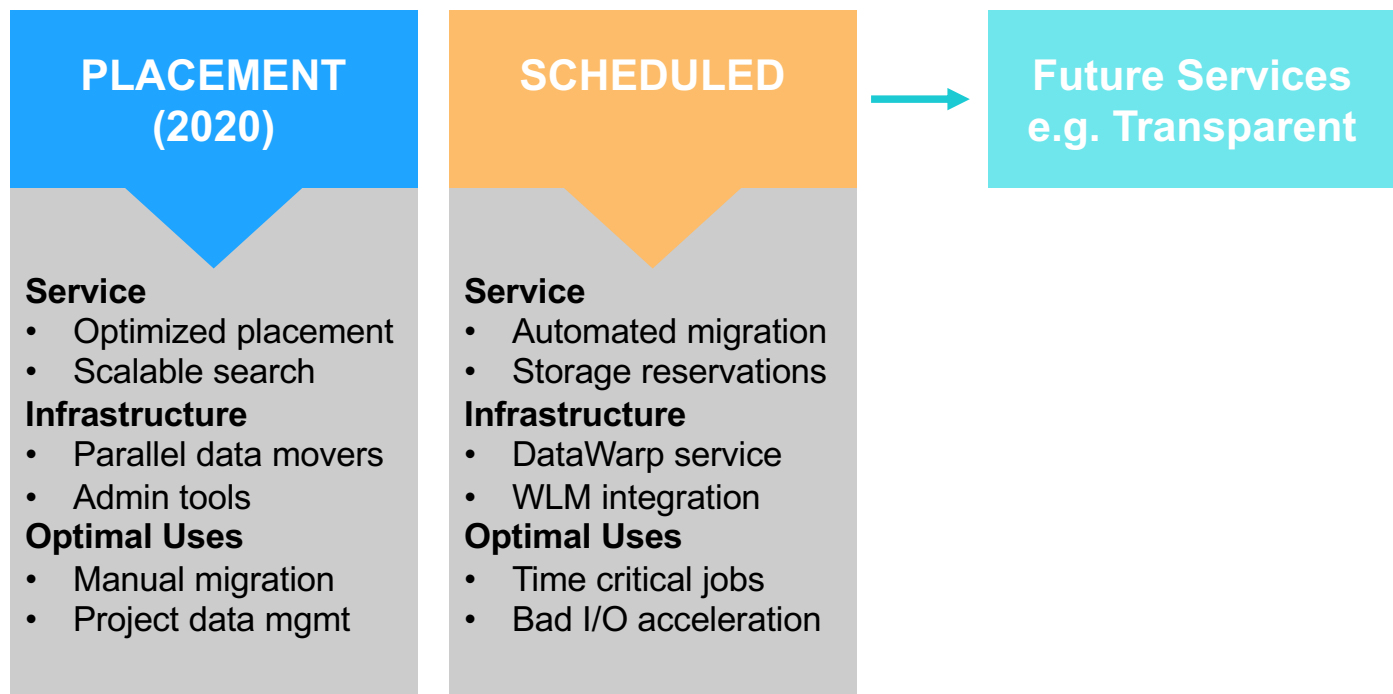 PLACEMENT
(2020)
Service
• Optimized placement
• Scalable search
Infrastructure
• Parallel data movers
• Admin tools
Optimal Uses
• Manual migration
• Project data mgmt
SCHEDULED
Service
• Automated migration
• Storage reservations
Infrastructure
• DataWarp service
• WLM integration
Optimal Uses
• Time critical jobs
• Bad I/O acceleration
Future Services
e.g. Transparent